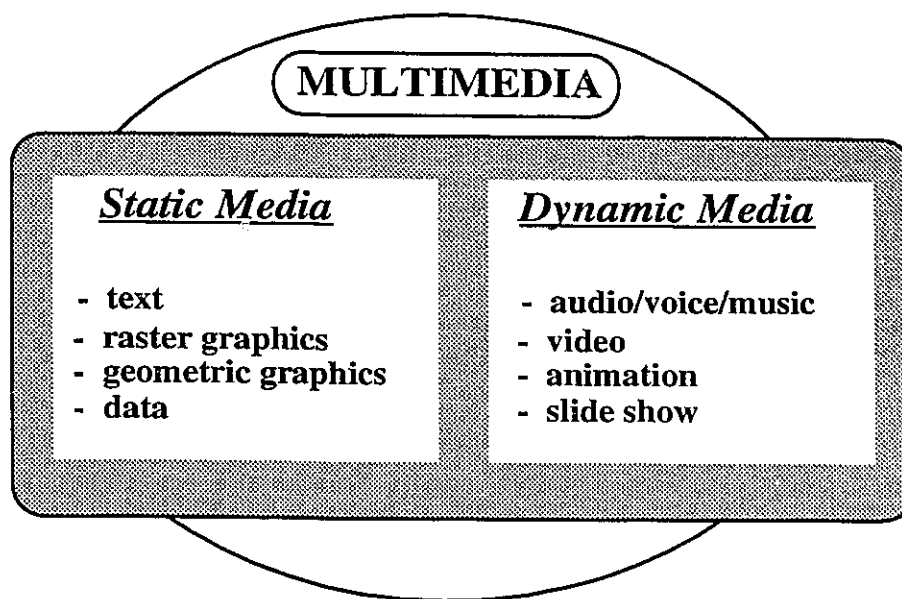 MULTIMEDIA
Static Media
- text
- raster graphics
- geometric graphics
- data
Dynamic Media
- audio/voice/music
- video
- animation
- slide show